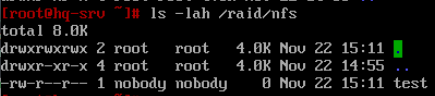 [root@hq-srv ~]# ls -lah /raid/nfs
total 8.0K
drwxrwxrwx 2 root   root   4.0K Nov 22 15:11 .
drwxr-xr-x 4 root   root   4.0K Nov 22 14:55 ..
-rw-r--r-- 1 nobody nobody    0 Nov 22 15:11 test